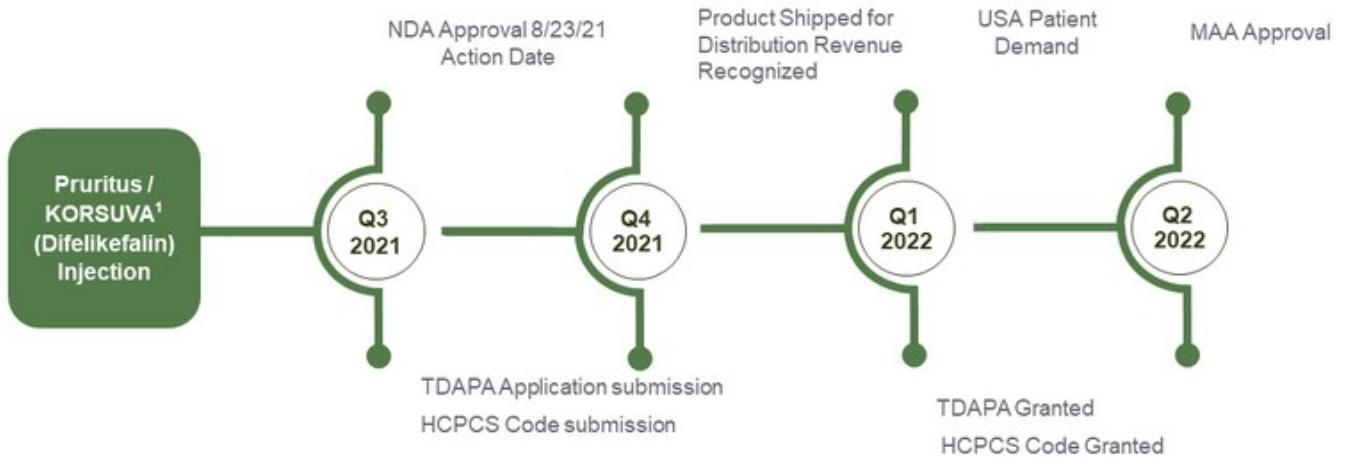 NDA Approval 8/23/21
Action Date
Product Shipped for
Distribution Revenue
Recognized
USA Patient
Demand
MAA Approval
Pruritus /
KORSUVA¹
(Difelikefalin)
Injection
Q3
2021
Q4
2021
Q1
2022
Q2
2022
TDAPA Application submission
HCPCS Code submission
TDAPA Granted
HCPCS Code Granted